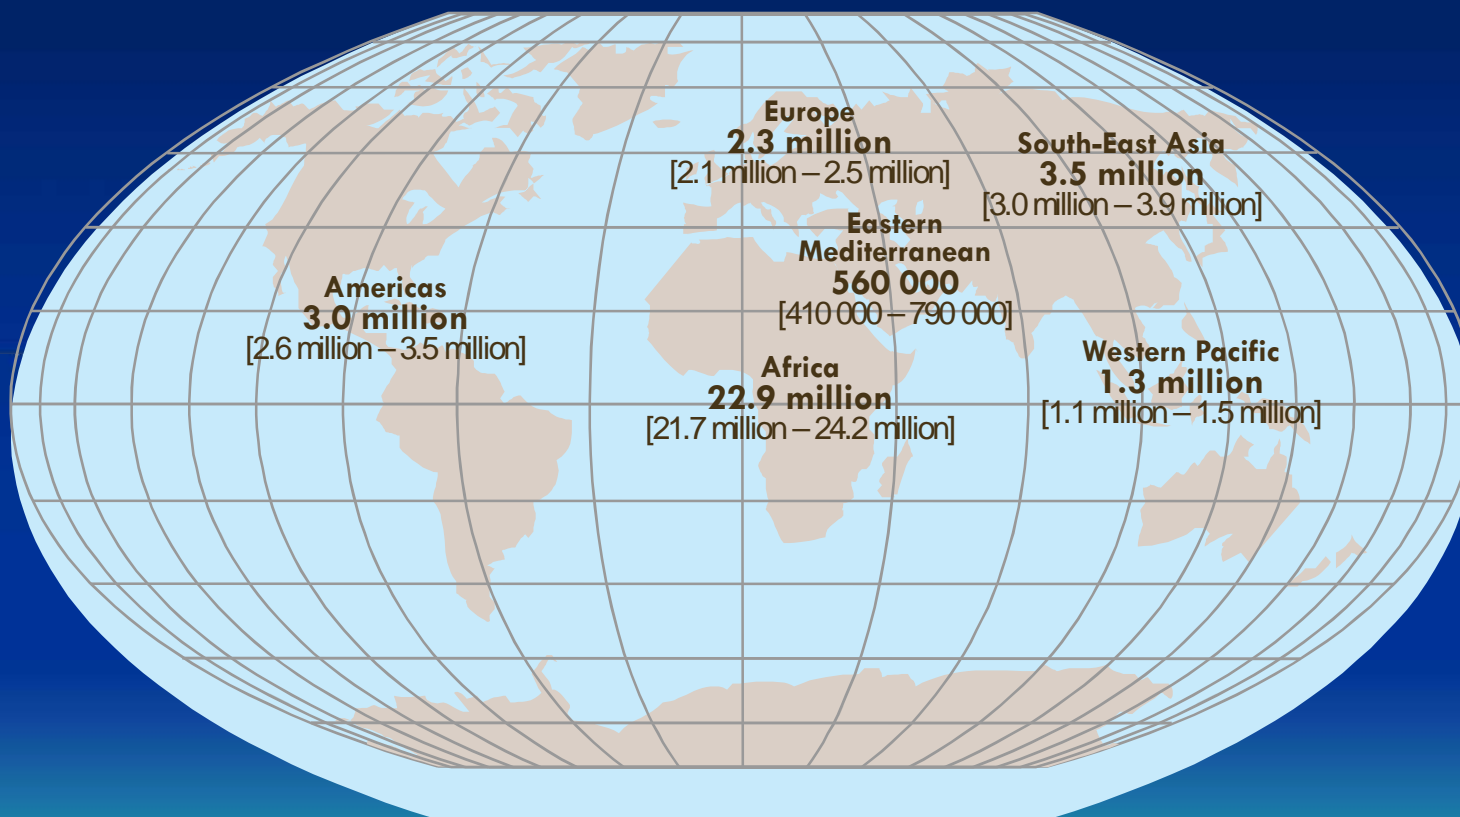 Europe
2.3 million
[2.1 million – 2.5 million]
South-East Asia
3.5 million
[3.0 million – 3.9 million]
Eastern
Mediterranean
560 000
[410 000 – 790 000]
Americas
3.0 million
[2.6 million – 3.5 million]
Africa
22.9 million
[21.7 million – 24.2 million]
Western Pacific
1.3 million
[1.1 million – 1.5 million]